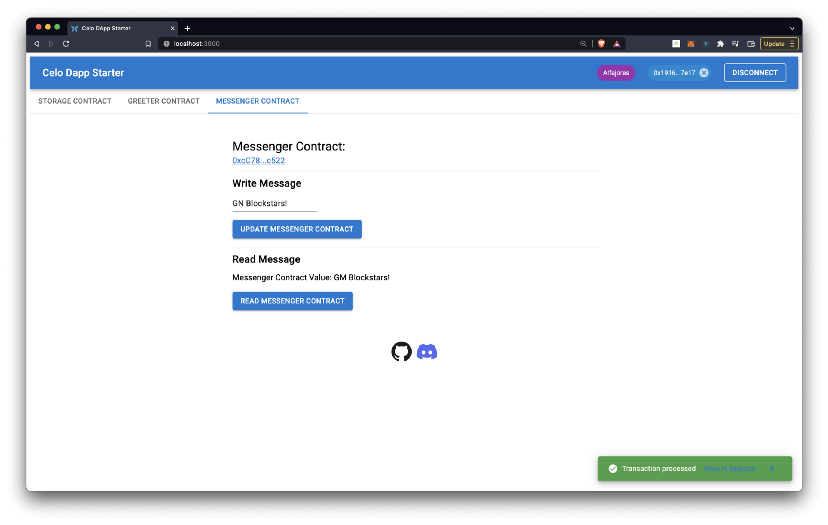 Celo DApp Starter
localhost:3000
Update
Celo Dapp Starter
Alfajores
0x1916...7e17
DISCONNECT
STORAGE CONTRACT
GREETER CONTRACT
MESSENGER CONTRACT
Messenger Contract:
0xcC78...c522
Write Message
GN Blockstars!
UPDATE MESSENGER CONTRACT
Read Message
Messenger Contract Value: GM Blockstars!
READ MESSENGER CONTRACT
Transaction processed
View in Explorer
X